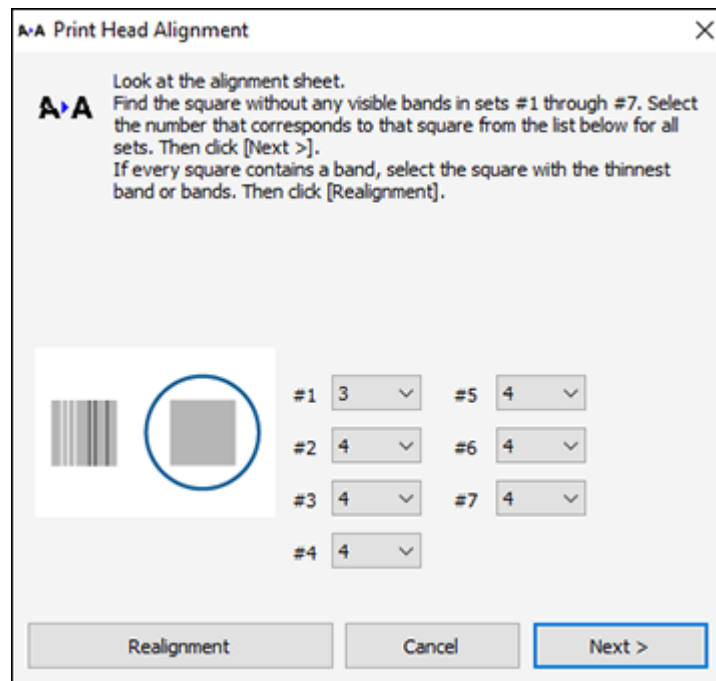 A▸A Print Head Alignment
A▸A
Look at the alignment sheet.
Find the square without any visible bands in sets #1 through #7. Select
the number that corresponds to that square from the list below for all
sets. Then click [Next >].
If every square contains a band, select the square with the thinnest
band or bands. Then click [Realignment].
#1 3 #5 4
#2 4 #6 4
#3 4 #7 4
#4 4
Realignment Cancel Next >